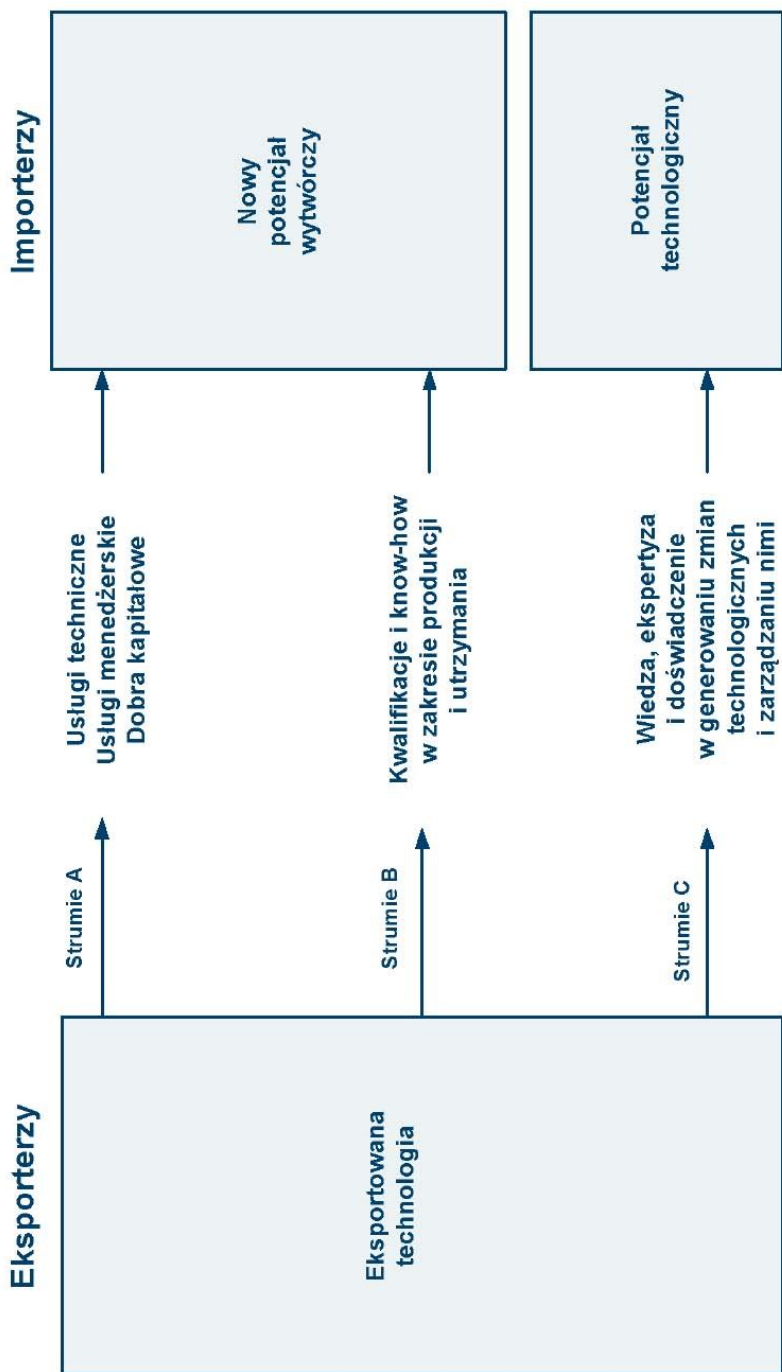 Eksporterzy
Importerzy
Eksportowana
technologia
Strumie A
Usługi techniczne
Usługi menedżerskie
Dobra kapitałowe
Nowy
potencjał
wytwórczy
Strumie B
Kwalifikacje i know-how
w zakresie produkcji
i utrzymania
Strumie C
Wiedza, ekspertyza
i doświadczenie
w generowaniu zmian
technologicznych
i zarządzaniu nimi
Potencjał
technologiczny